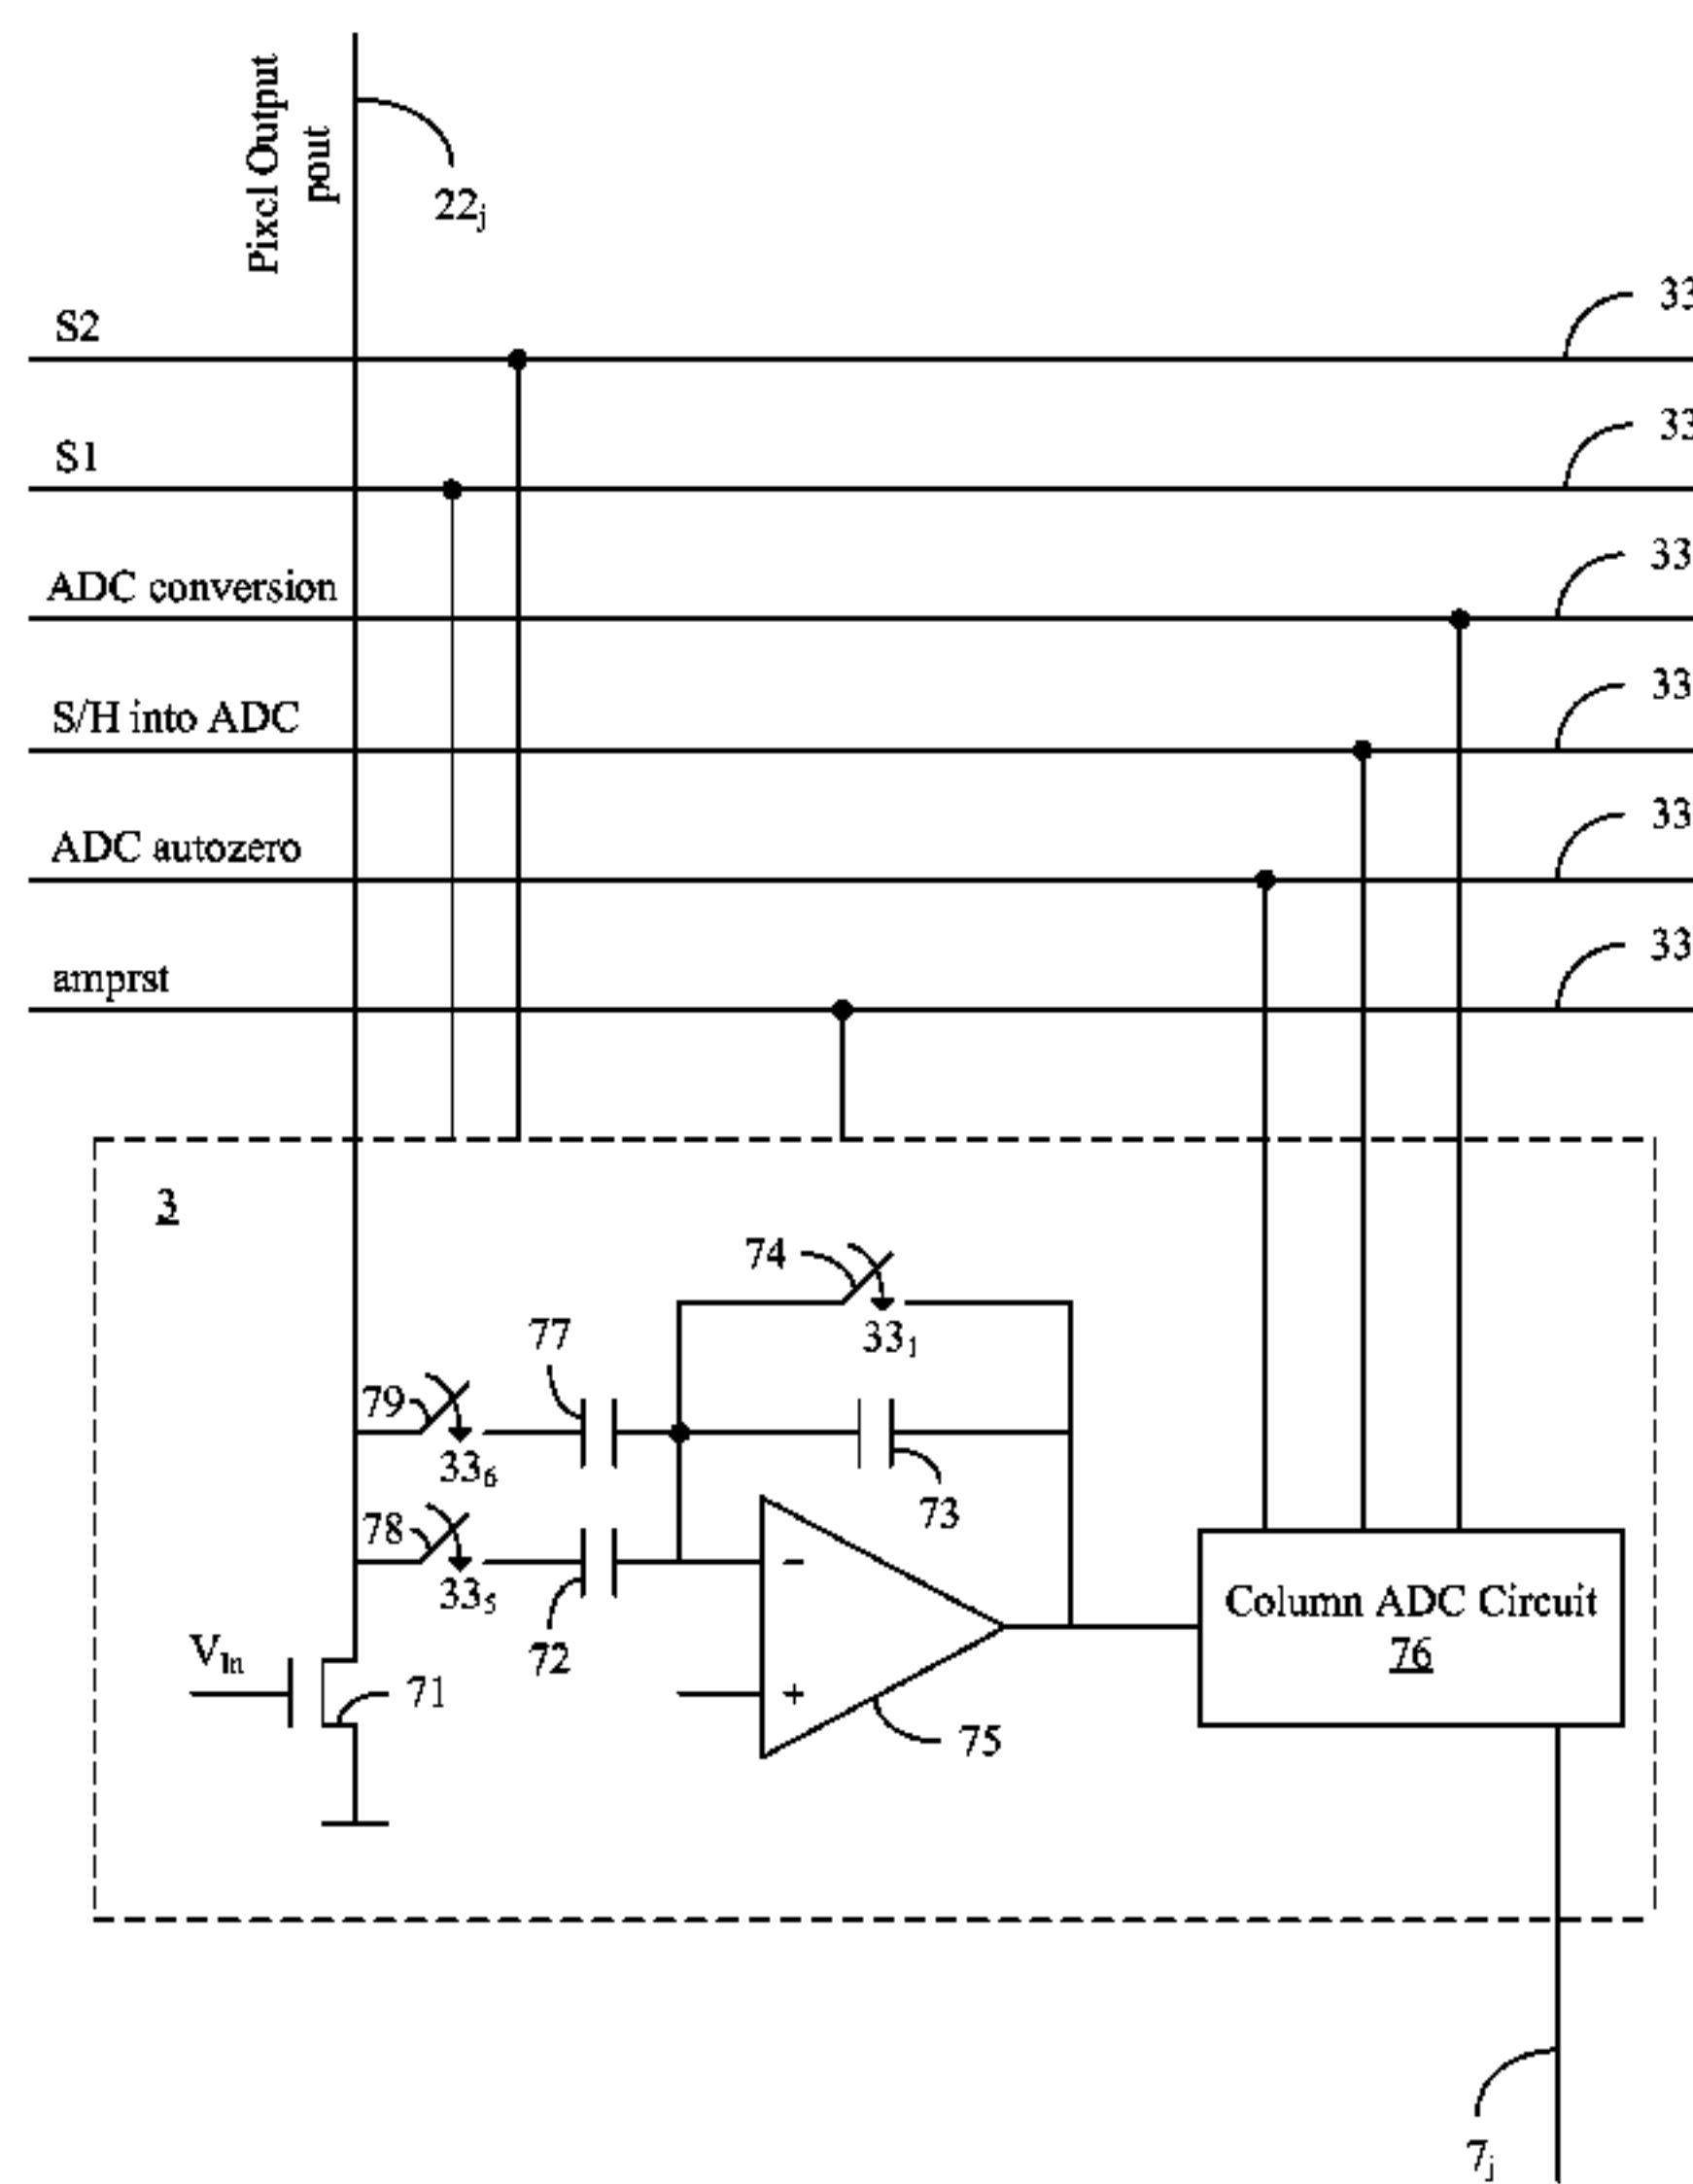 Pixel Output
pout
22j
S2
33
S1
33
ADC conversion
33
S/H into ADC
33
ADC autozero
33
amprst
33
3
74
33₁
77
79
33₆
73
78
33₅
72
−
+
75
Vln
71
Column ADC Circuit
76
7j